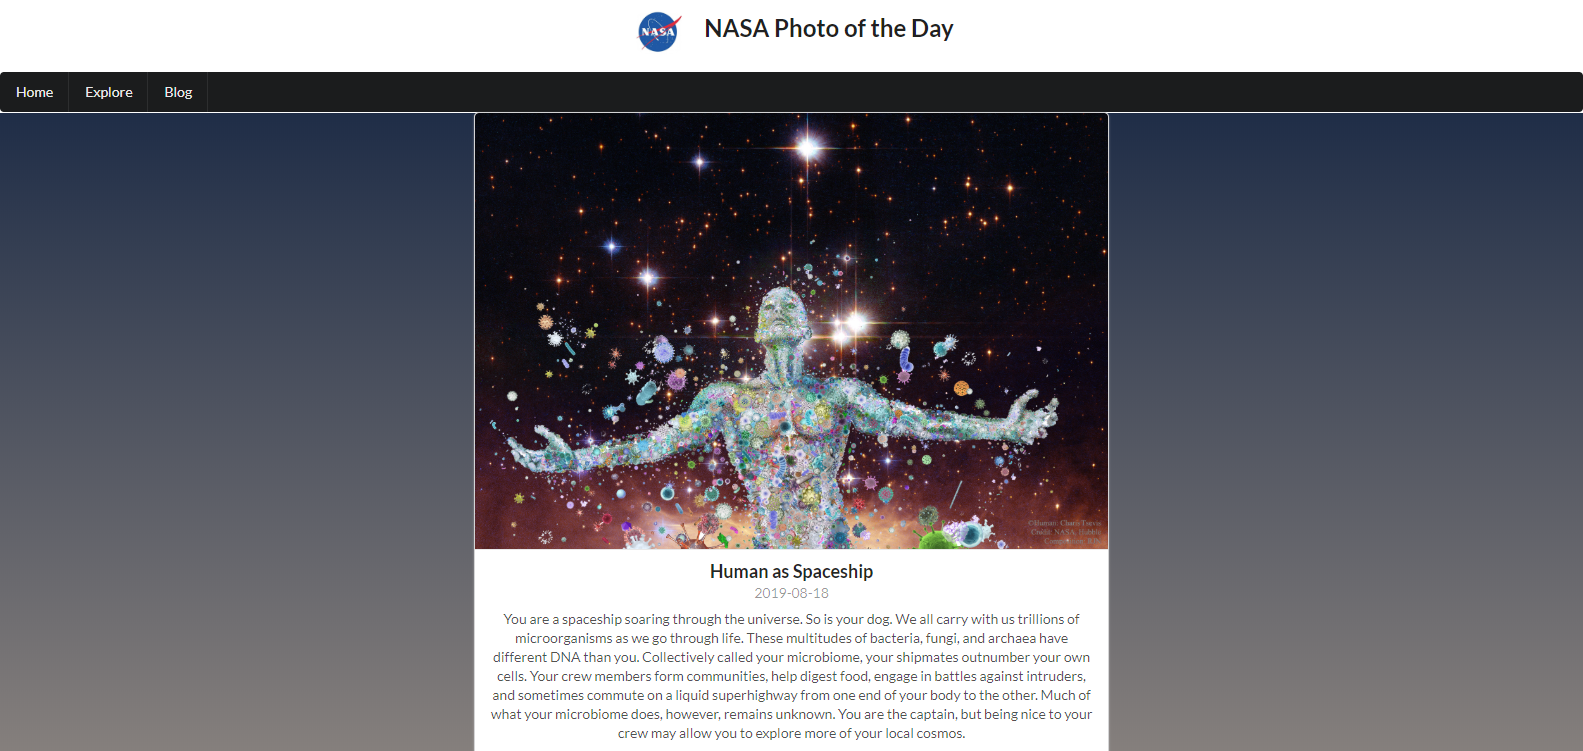 NASA
NASA Photo of the Day
Home
Explore
Blog
©Human: Charis Tsevis
Credit: NASA, Hubble
Human as Spaceship
2019-08-18
You are a spaceship soaring through the universe. So is your dog. We all carry with us trillions of
microorganisms as we go through life. These multitudes of bacteria, fungi, and archaea have
different DNA than you. Collectively called your microbiome, your shipmates outnumber your own
cells. Your crew members form communities, help digest food, engage in battles against intruders,
and sometimes commute on a liquid superhighway from one end of your body to the other. Much of
what your microbiome does, however, remains unknown. You are the captain, but being nice to your
crew may allow you to explore more of your local cosmos.